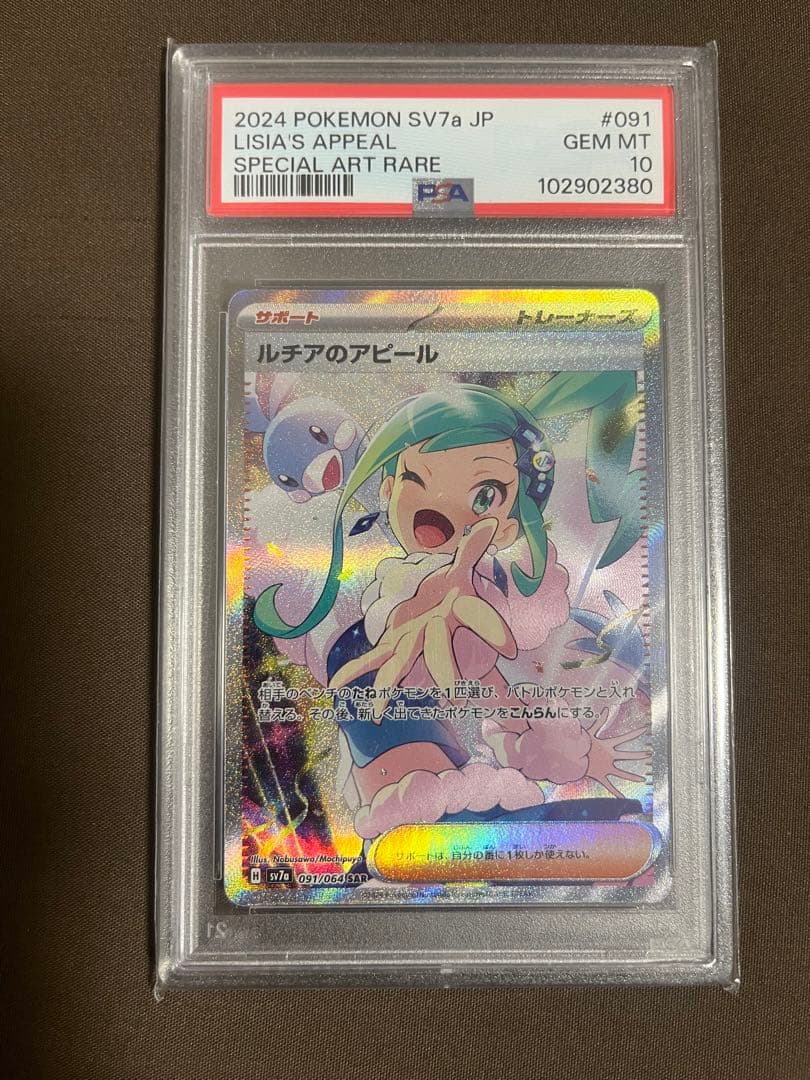 2024 POKEMON SV7a JP #091
LISIA'S APPEAL GEM MT
SPECIAL ART RARE 10
PSA 102902380
サポート トレーナーズ
ルチアのアピール
相手のベンチのたねポケモンを1匹選び、バトルポケモンと入れ
替える。その後、新しく出てきたポケモンをこんらんにする。
Illus. Nobusawa/Mochipuyo
サポートは、自分の番に1枚しか使えない。
H sv7a 091/064 SAR